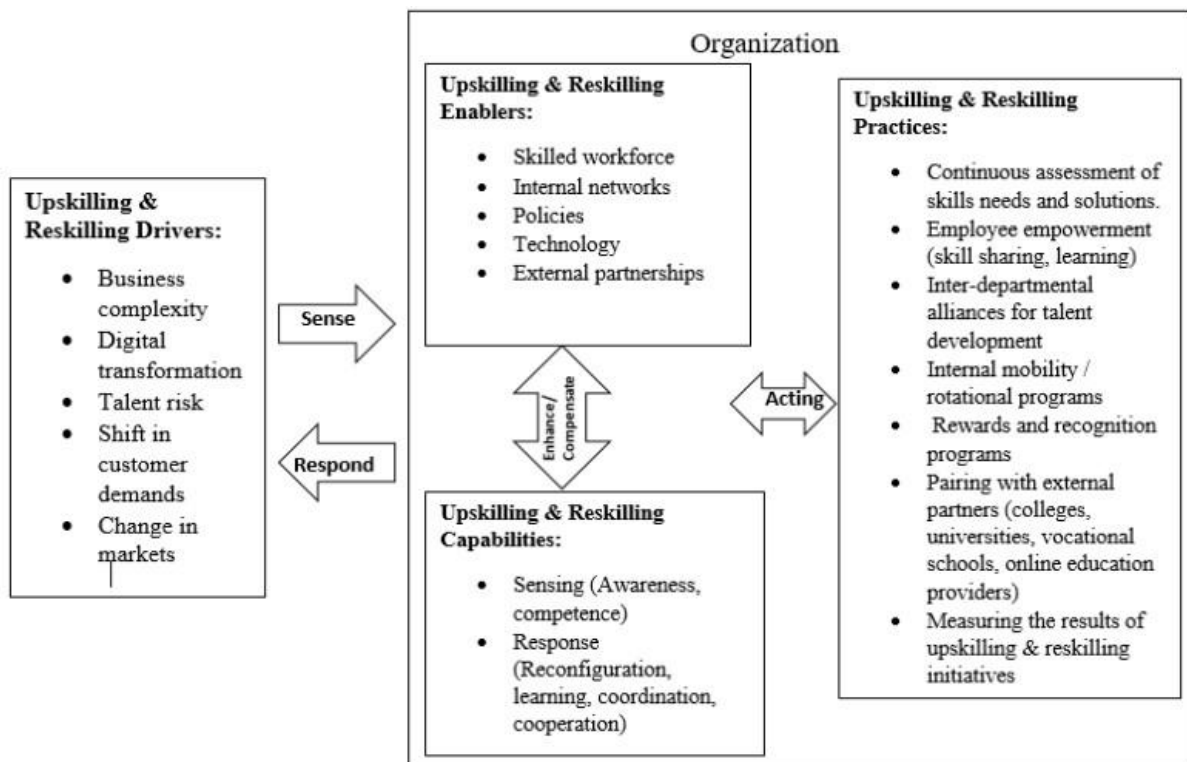 Organization
Upskilling &
Reskilling Drivers:
• Business
complexity
• Digital
transformation
• Talent risk
• Shift in
customer
demands
• Change in
markets
Sense
Respond
Upskilling & Reskilling
Enablers:
• Skilled workforce
• Internal networks
• Policies
• Technology
• External partnerships
Enhance/
Compensate
Upskilling & Reskilling
Capabilities:
• Sensing (Awareness,
competence)
• Response
(Reconfiguration,
learning, coordination,
cooperation)
Acting
Upskilling & Reskilling
Practices:
• Continuous assessment of
skills needs and solutions.
• Employee empowerment
(skill sharing, learning)
• Inter-departmental
alliances for talent
development
• Internal mobility /
rotational programs
• Rewards and recognition
programs
• Pairing with external
partners (colleges,
universities, vocational
schools, online education
providers)
• Measuring the results of
upskilling & reskilling
initiatives